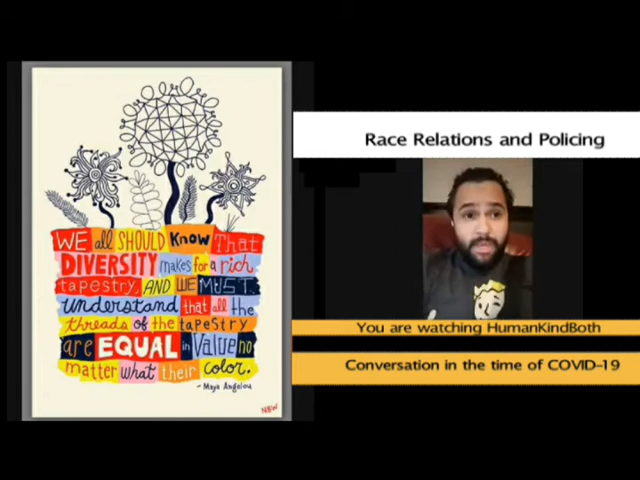 WE all SHOULD KNOW That
DIVERSITY makes for a rich
tapestry, AND WE MUST
understand that all the
threads of the tapestry
are EQUAL in value no
matter what their color.
- Maya Angelou
Race Relations and Policing
You are watching HumanKindBoth
Conversation in the time of COVID-19